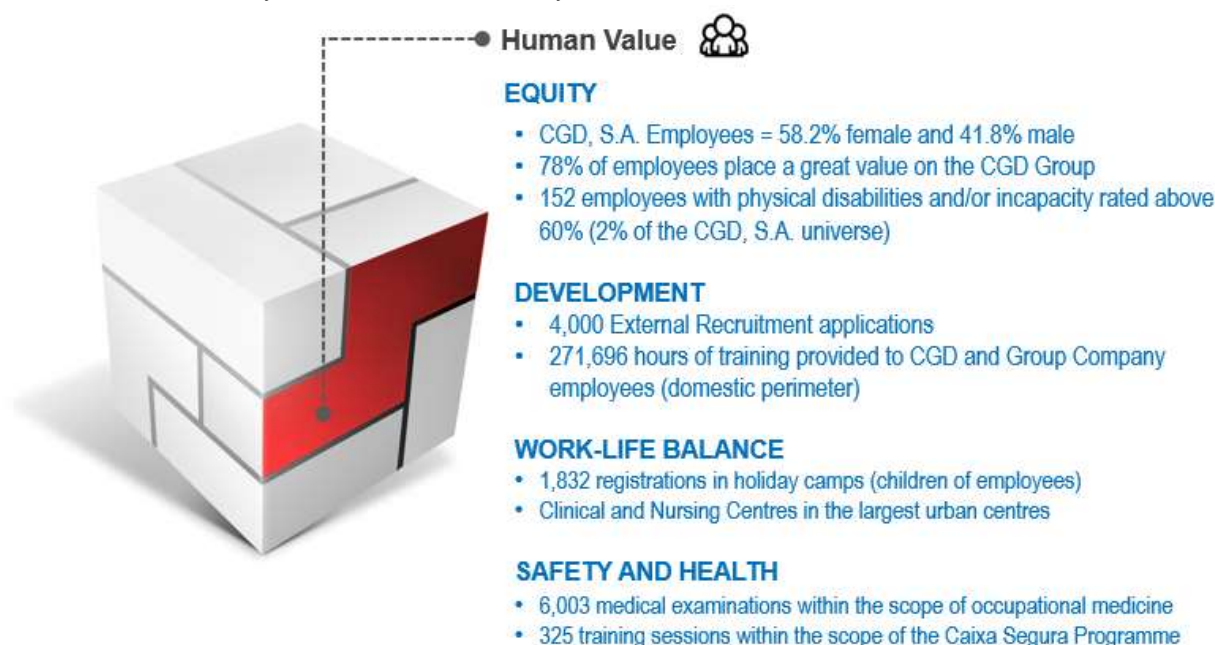 Human Value
EQUITY
• CGD, S.A. Employees = 58.2% female and 41.8% male
• 78% of employees place a great value on the CGD Group
• 152 employees with physical disabilities and/or incapacity rated above
60% (2% of the CGD, S.A. universe)
DEVELOPMENT
• 4,000 External Recruitment applications
• 271,696 hours of training provided to CGD and Group Company
employees (domestic perimeter)
WORK-LIFE BALANCE
• 1,832 registrations in holiday camps (children of employees)
• Clinical and Nursing Centres in the largest urban centres
SAFETY AND HEALTH
• 6,003 medical examinations within the scope of occupational medicine
• 325 training sessions within the scope of the Caixa Segura Programme